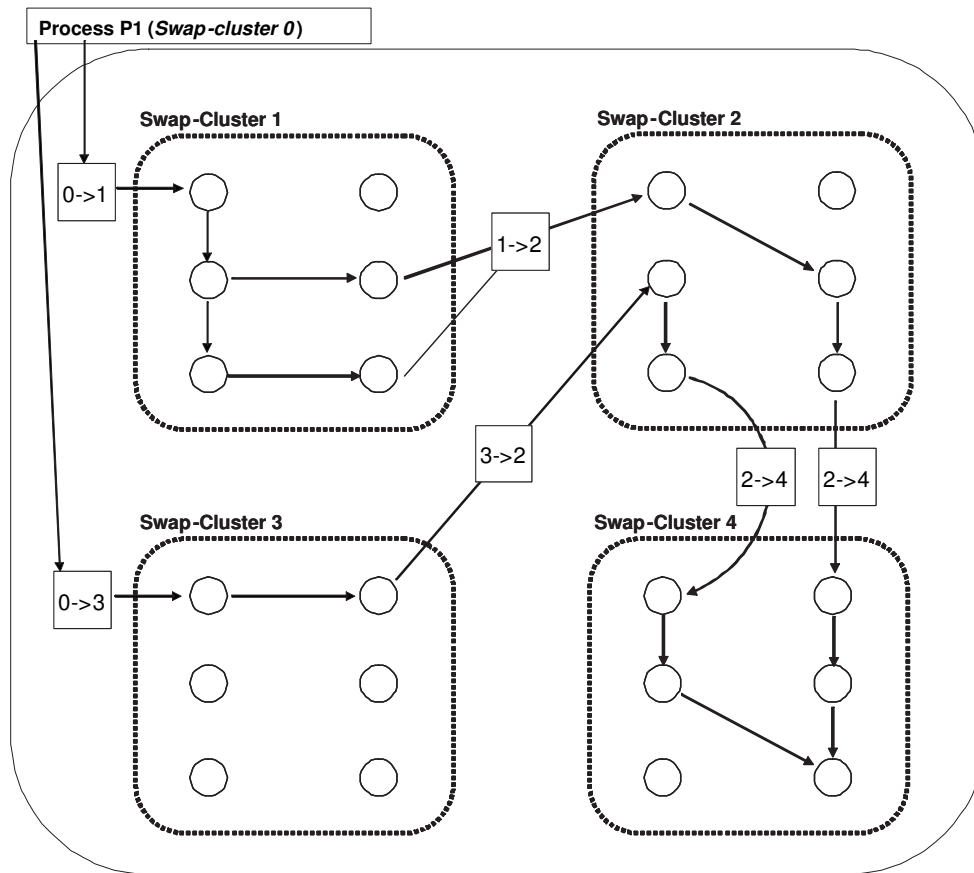 Process P1 (Swap-cluster 0)
Swap-Cluster 1
Swap-Cluster 2
0->1
1->2
3->2
2->4
2->4
Swap-Cluster 3
Swap-Cluster 4
0->3